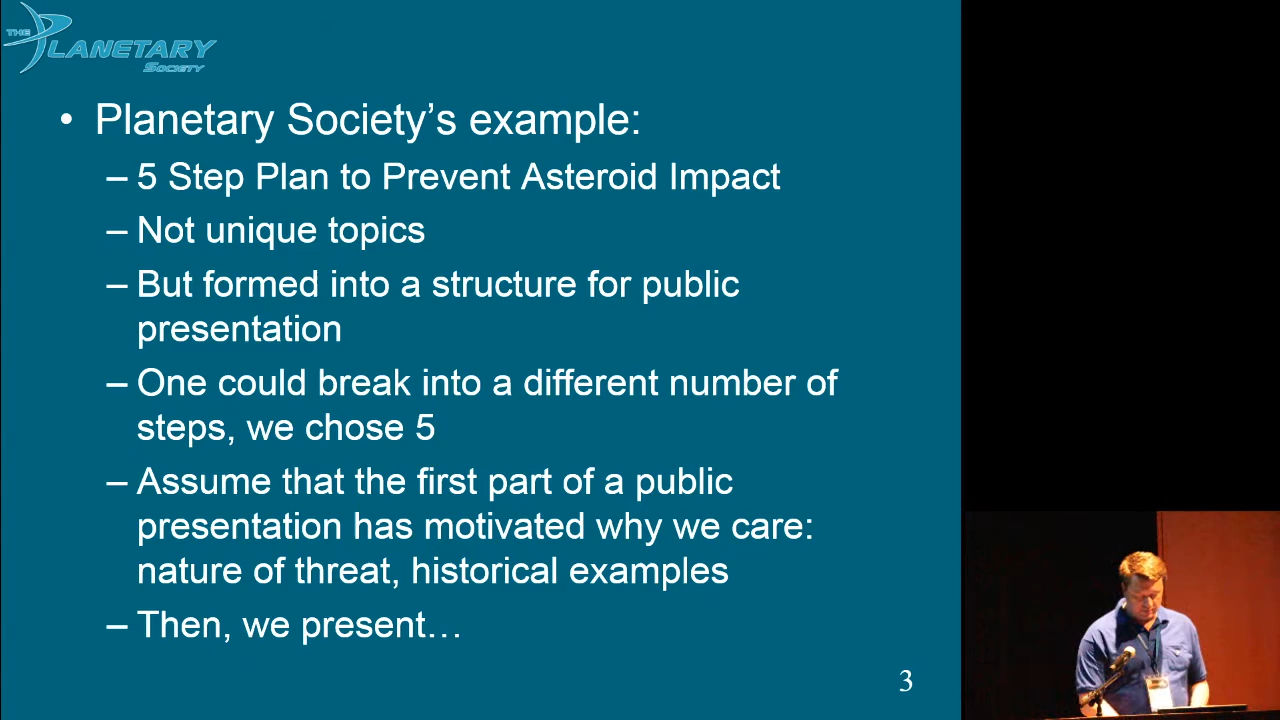 THE PLANETARY
SOCIETY
• Planetary Society's example:
– 5 Step Plan to Prevent Asteroid Impact
– Not unique topics
– But formed into a structure for public
presentation
– One could break into a different number of
steps, we chose 5
– Assume that the first part of a public
presentation has motivated why we care:
nature of threat, historical examples
– Then, we present…
3